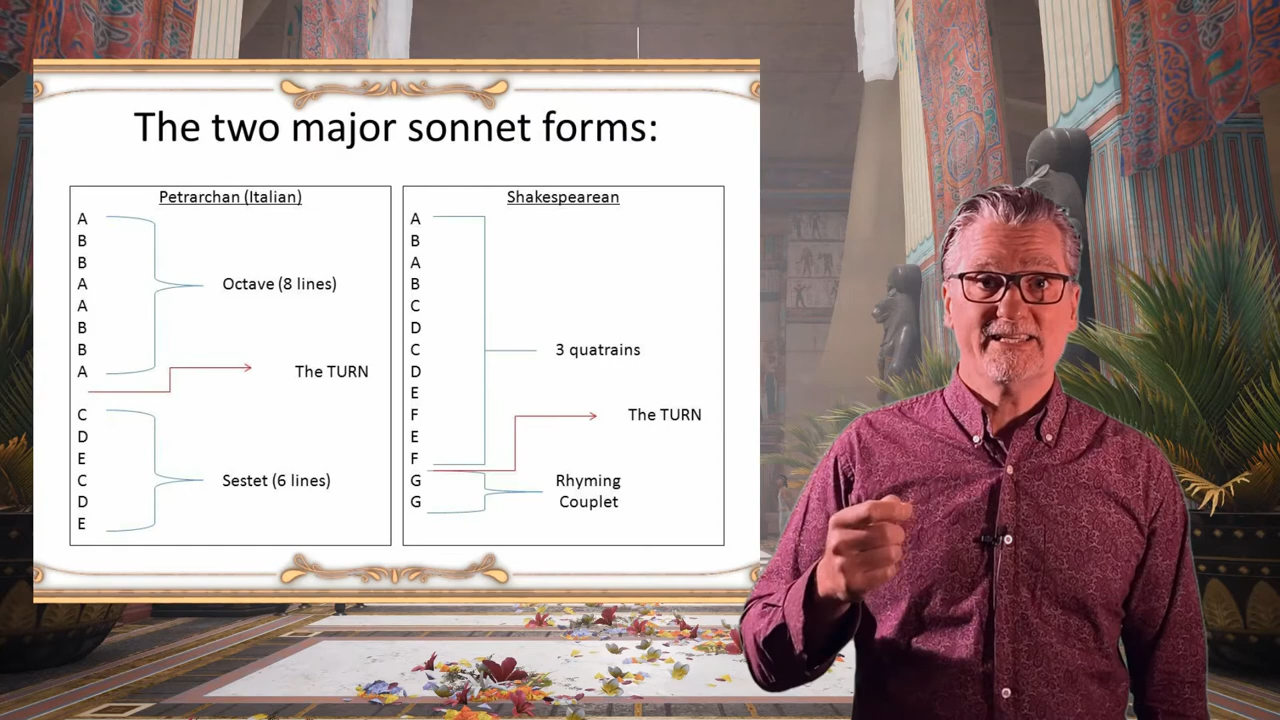 The two major sonnet forms:
Petrarchan (Italian)
A
B
B
A
A
B
B
A
Octave (8 lines)
The TURN
C
D
E
C
D
E
Sestet (6 lines)
Shakespearean
A
B
A
B
C
D
C
D
E
F
E
F
3 quatrains
The TURN
G
G
Rhyming
Couplet